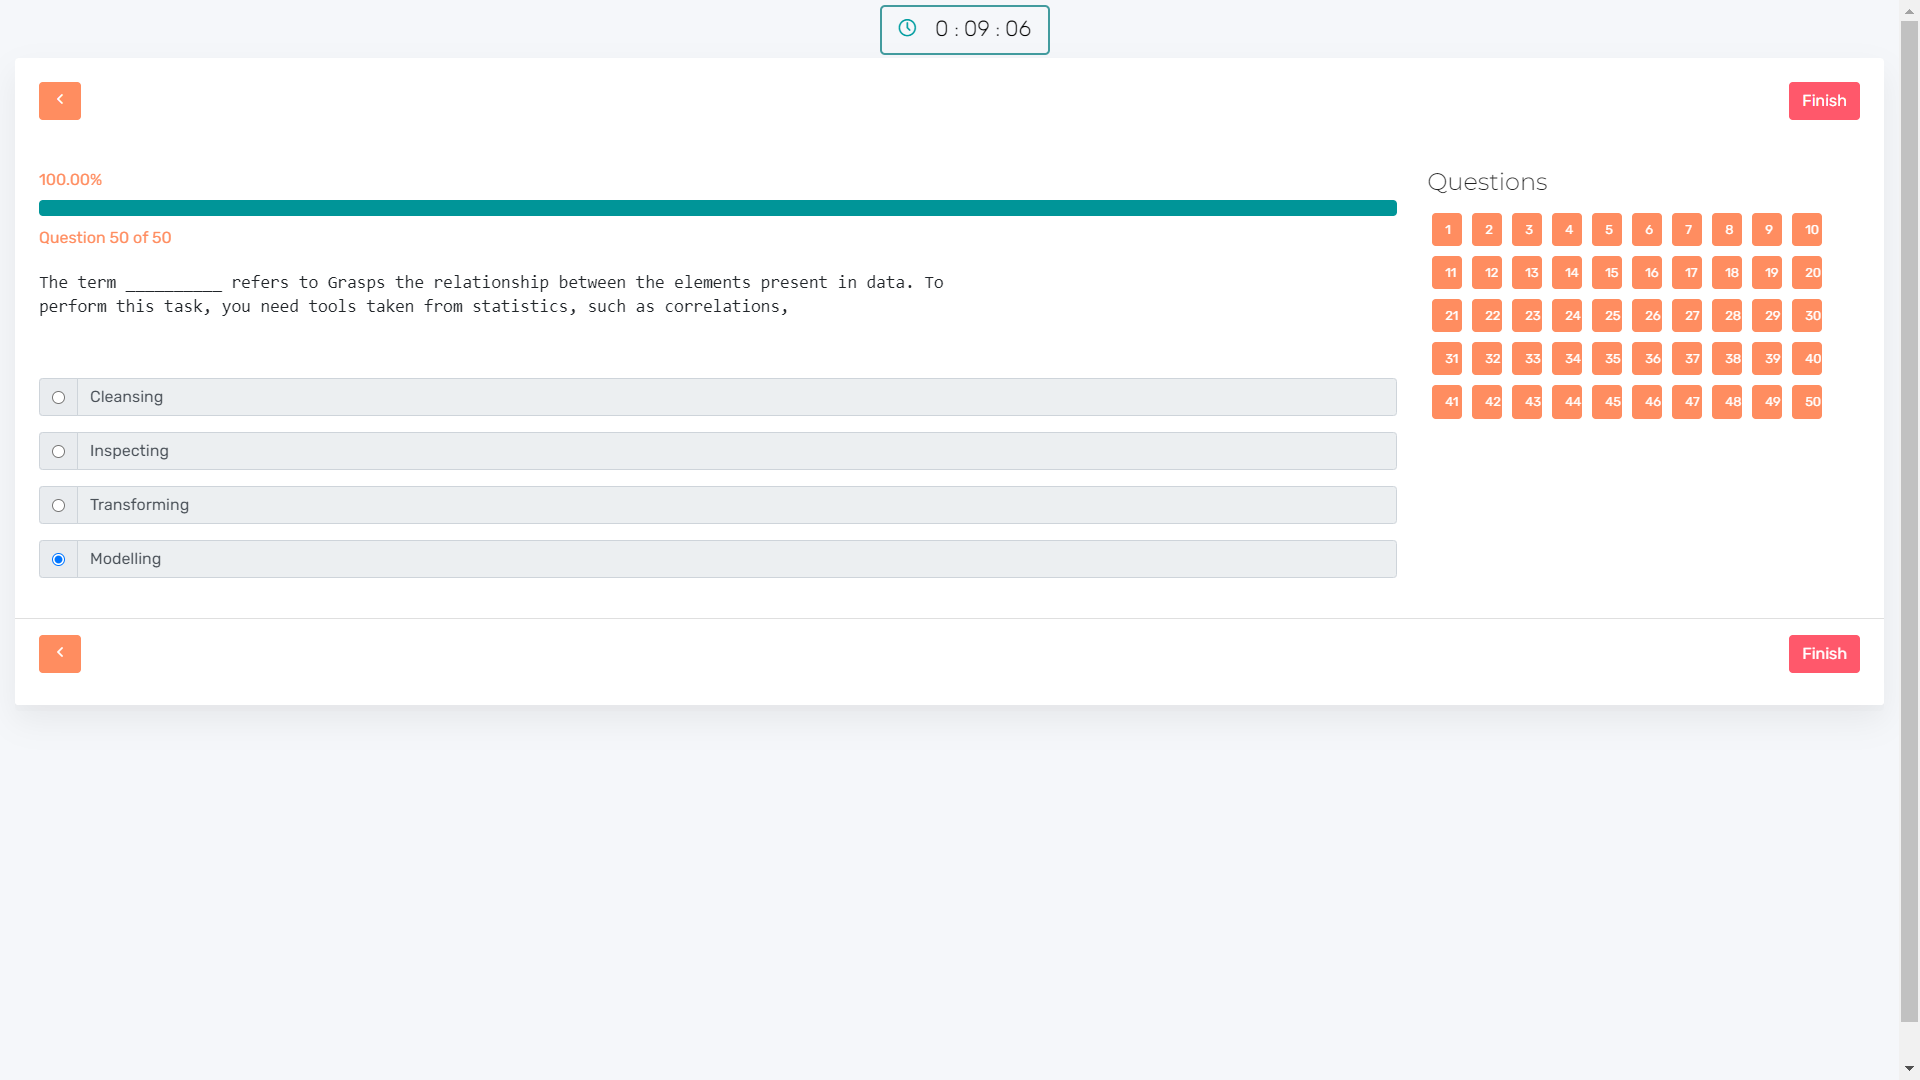 0 : 09 : 06
Finish
100.00%
Question 50 of 50
The term __________ refers to Grasps the relationship between the elements present in data. To
perform this task, you need tools taken from statistics, such as correlations,
Cleansing
Inspecting
Transforming
Modelling
Questions
1 2 3 4 5 6 7 8 9 10
11 12 13 14 15 16 17 18 19 20
21 22 23 24 25 26 27 28 29 30
31 32 33 34 35 36 37 38 39 40
41 42 43 44 45 46 47 48 49 50
Finish